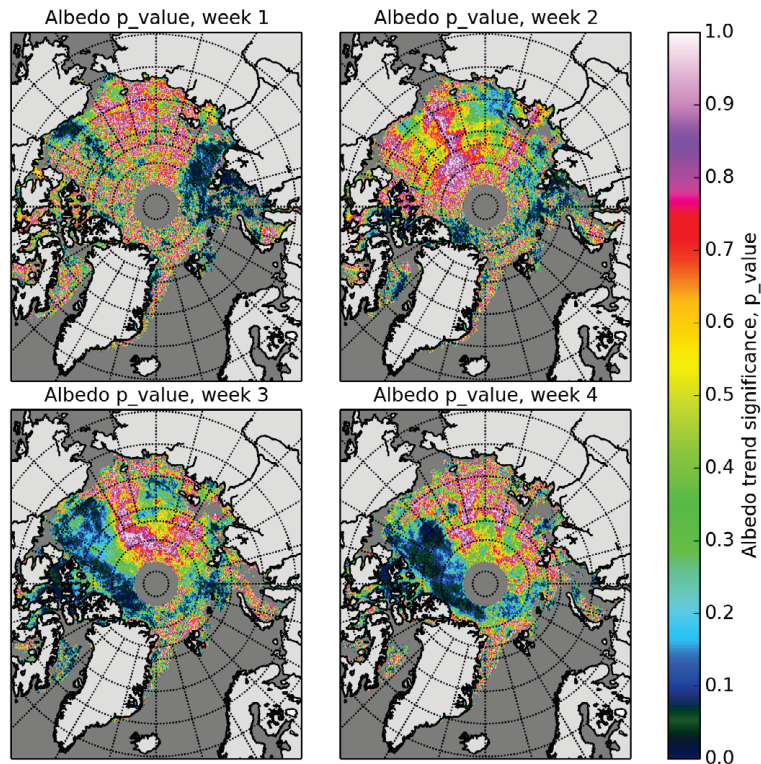 Albedo p_value, week 1
Albedo p_value, week 2
Albedo p_value, week 3
Albedo p_value, week 4
1.0
0.9
0.8
0.7
0.6
0.5
0.4
0.3
0.2
0.1
0.0
Albedo trend significance, p_value